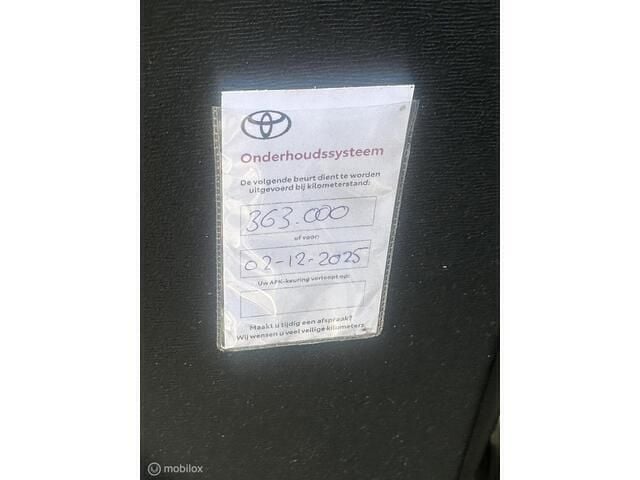 Onderhoudssysteem
De volgende beurt dient te worden
uitgevoerd bij kilometerstand:
363.000
of voor:
02-12-2025
Uw APK-keuring verloopt op:
Maakt u tijdig een afspraak?
Wij wensen u veel veilige kilometers
mobilox